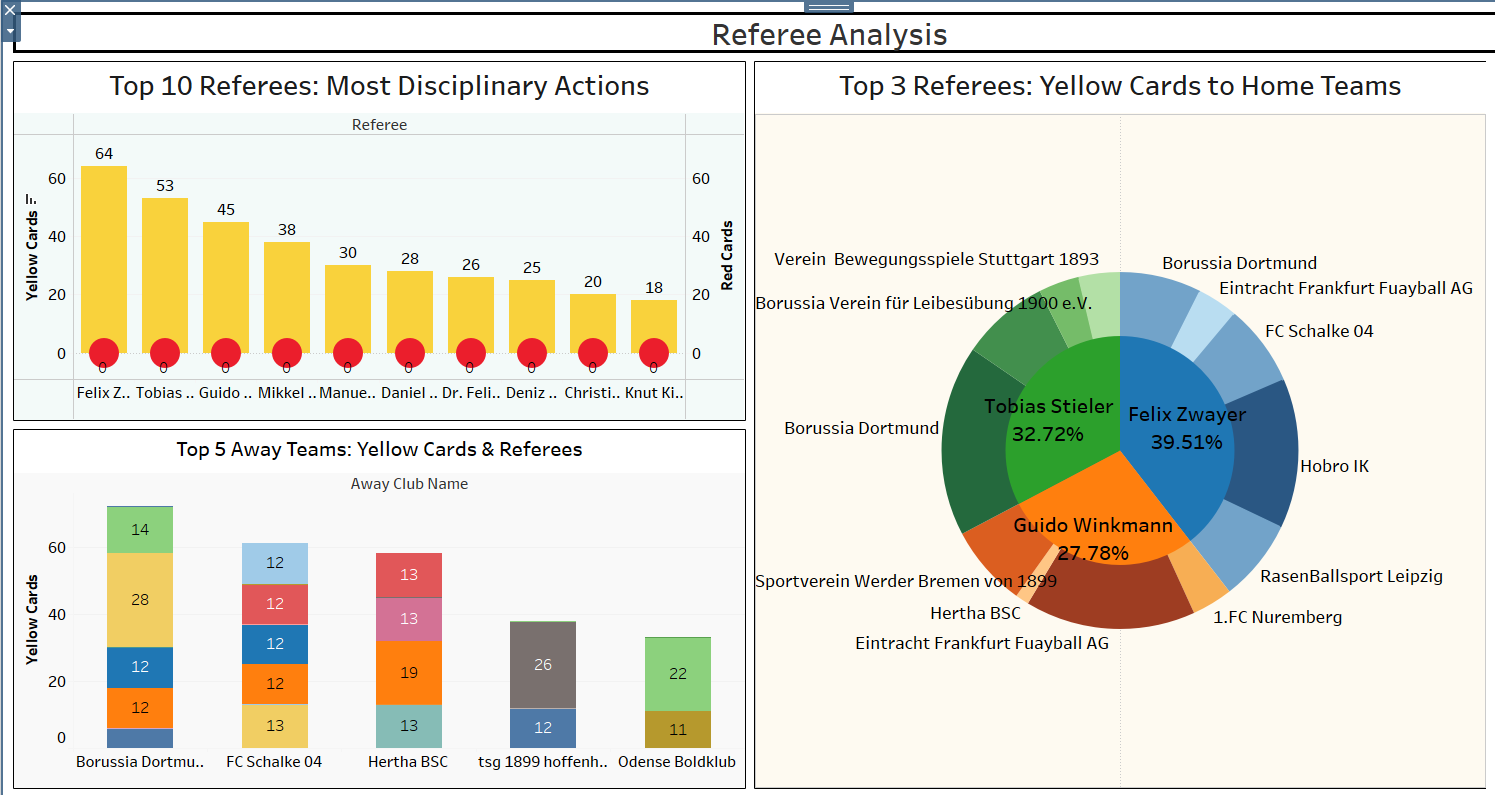 Referee Analysis
Top 10 Referees: Most Disciplinary Actions
Referee
Yellow Cards
Red Cards
60
40
20
0
64
53
45
38
30
28
26
25
20
18
60
40
20
0
0 0 0 0 0 0 0 0 0 0
Felix Z.. Tobias .. Guido .. Mikkel .. Manue.. Daniel .. Dr. Feli.. Deniz .. Christi.. Knut Ki..
Top 5 Away Teams: Yellow Cards & Referees
Away Club Name
Yellow Cards
60
40
20
0
14
28
12
12
12
12
12
12
13
13
13
19
13
26
12
22
11
Borussia Dortmu.. FC Schalke 04 Hertha BSC tsg 1899 hoffenh.. Odense Boldklub
Top 3 Referees: Yellow Cards to Home Teams
Verein  Bewegungsspiele Stuttgart 1893
Borussia Dortmund
Eintracht Frankfurt Fuayball AG
Borussia Verein für Leibesübung 1900 e.V.
FC Schalke 04
Tobias Stieler
32.72%
Felix Zwayer
39.51%
Borussia Dortmund
Hobro IK
Guido Winkmann
27.78%
Sportverein Werder Bremen von 1899
RasenBallsport Leipzig
Hertha BSC
1.FC Nuremberg
Eintracht Frankfurt Fuayball AG